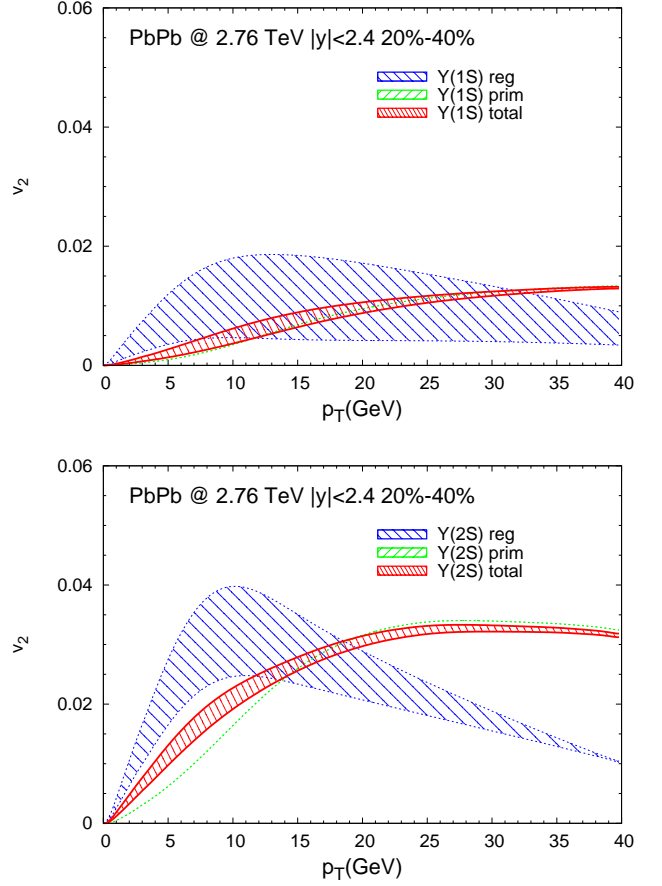 0.06
PbPb @ 2.76 TeV |y|<2.4 20%-40%
Y(1S) reg
Y(1S) prim
Y(1S) total
0.04
v2
0.02
0
0 5 10 15 20 25 30 35 40
pT(GeV)
0.06
PbPb @ 2.76 TeV |y|<2.4 20%-40%
Y(2S) reg
Y(2S) prim
Y(2S) total
0.04
v2
0.02
0
0 5 10 15 20 25 30 35 40
pT(GeV)